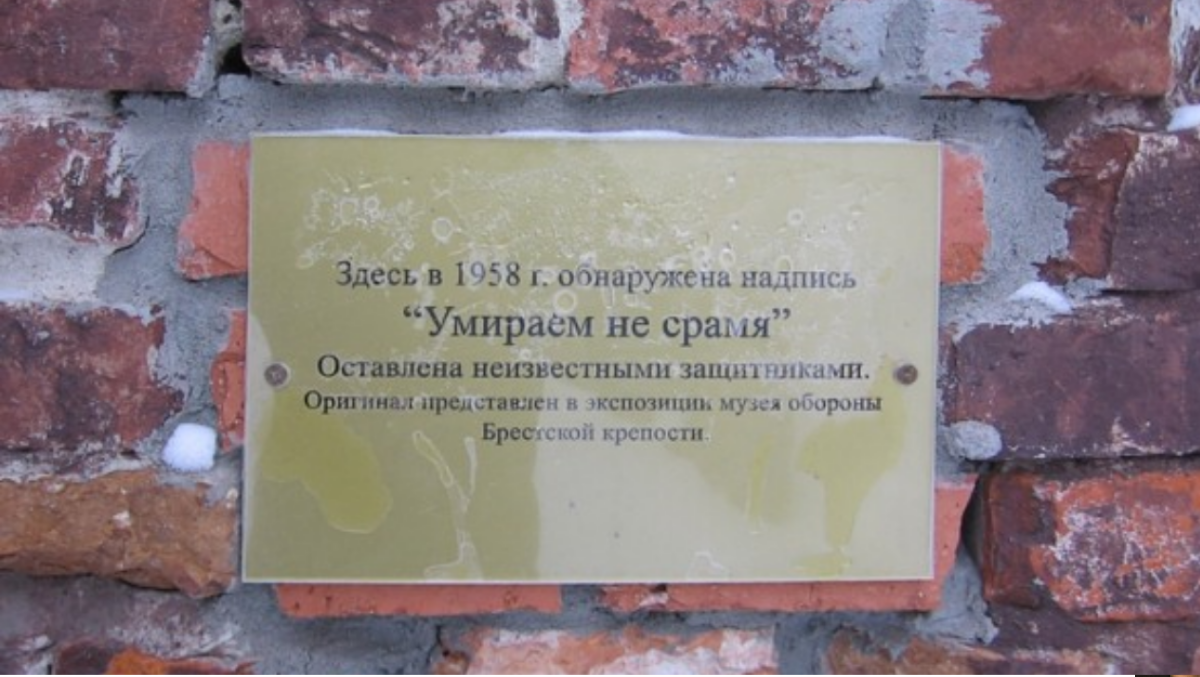 Здесь в 1958 г. обнаружена надпись
“Умираем не срамя”
Оставлена неизвестными защитниками.
Оригинал представлен в экспозиции музея обороны
Брестской крепости.